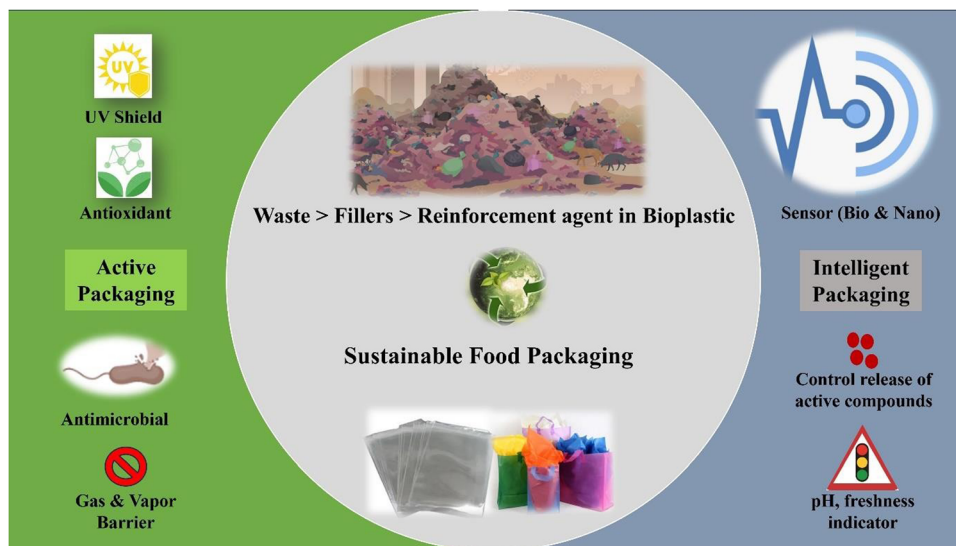 UV
UV Shield
Antioxidant
Active
Packaging
Antimicrobial
Gas & Vapor
Barrier
Waste > Fillers > Reinforcement agent in Bioplastic
Sustainable Food Packaging
Sensor (Bio & Nano)
Intelligent
Packaging
Control release of
active compounds
pH, freshness
indicator